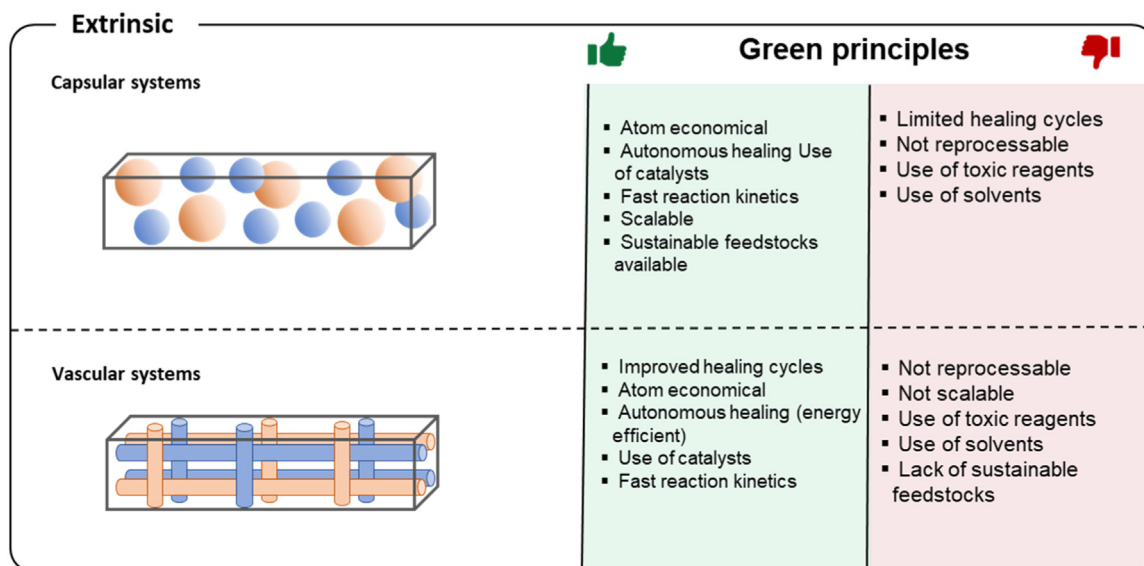 Extrinsic
Green principles
Capsular systems
▪ Atom economical
▪ Autonomous healing Use
of catalysts
▪ Fast reaction kinetics
▪ Scalable
▪ Sustainable feedstocks
available
▪ Limited healing cycles
▪ Not reprocessable
▪ Use of toxic reagents
▪ Use of solvents
Vascular systems
▪ Improved healing cycles
▪ Atom economical
▪ Autonomous healing (energy
efficient)
▪ Use of catalysts
▪ Fast reaction kinetics
▪ Not reprocessable
▪ Not scalable
▪ Use of toxic reagents
▪ Use of solvents
▪ Lack of sustainable
feedstocks